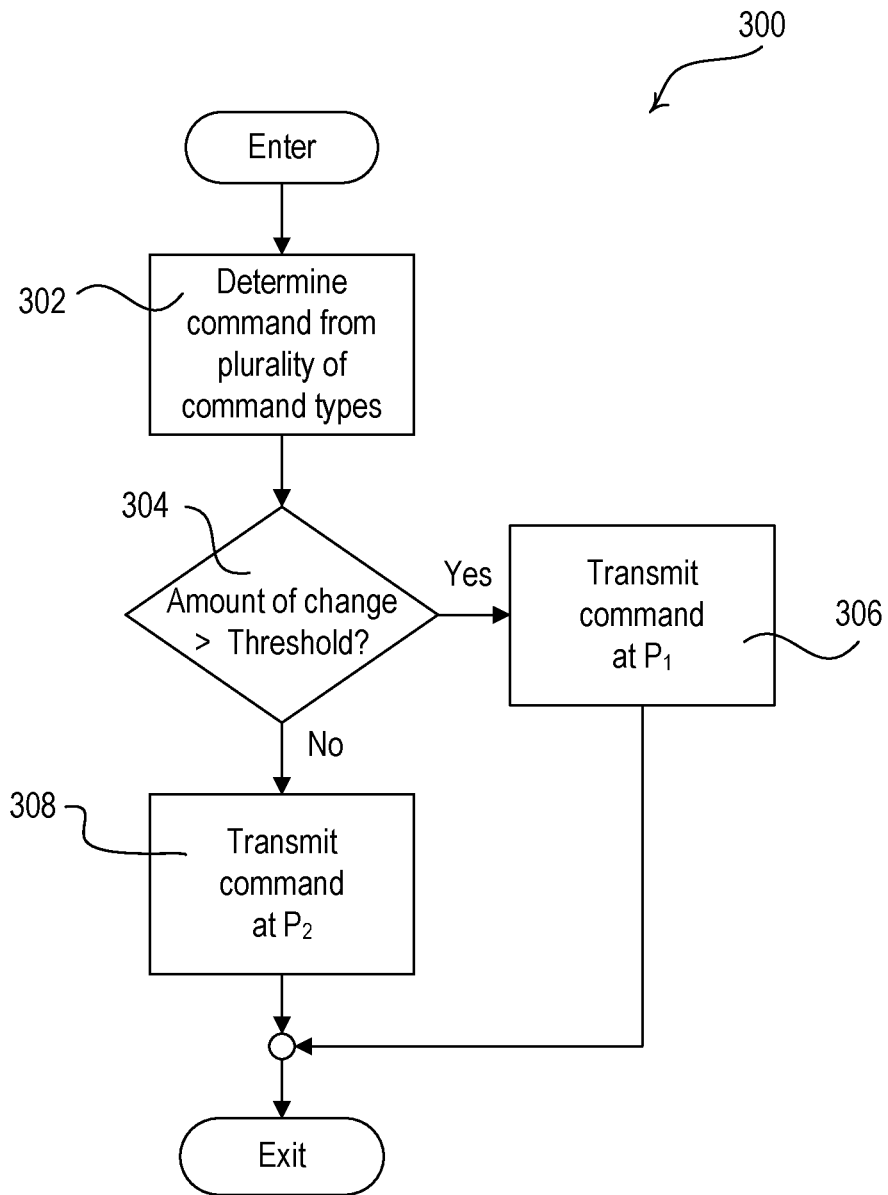 300
Enter
302
Determine
command from
plurality of
command types
304
Amount of change
> Threshold?
Yes
Transmit
command
at P₁
306
No
308
Transmit
command
at P₂
Exit